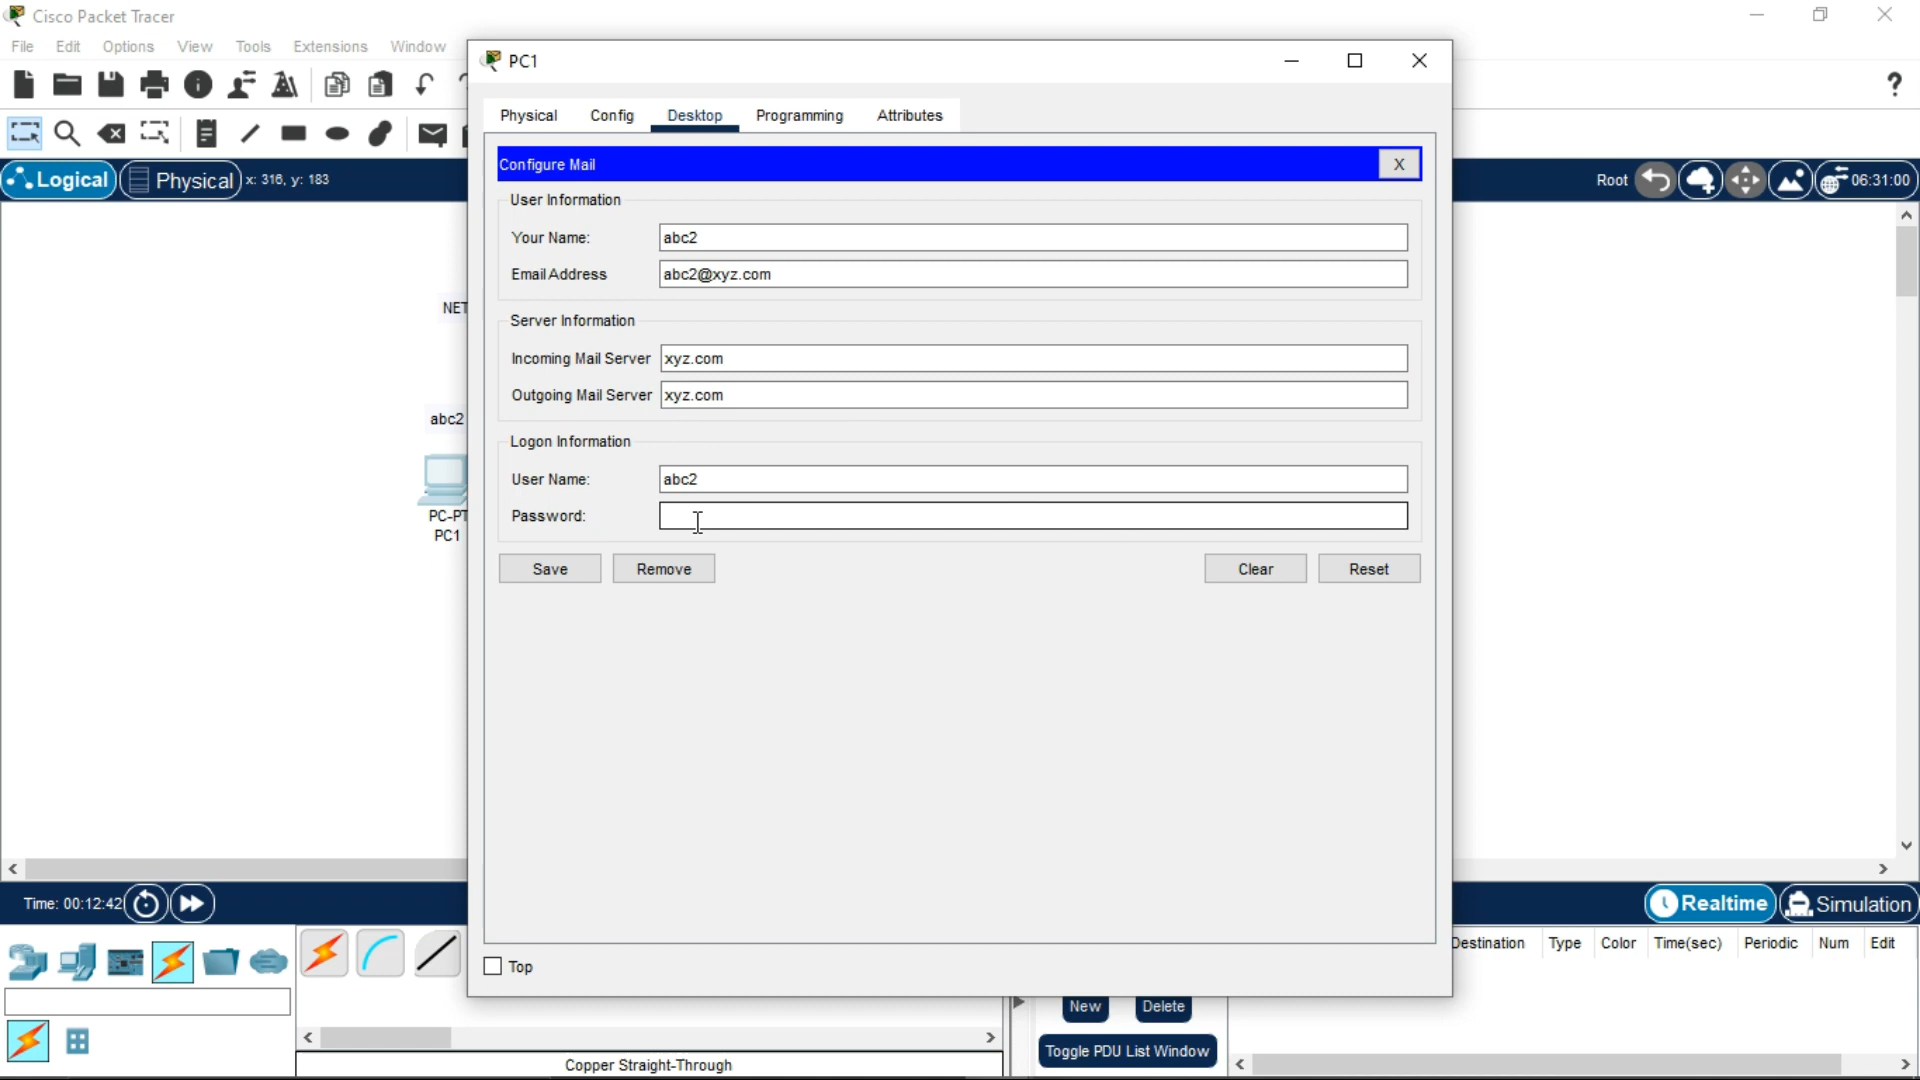 Cisco Packet Tracer
File Edit Options View Tools Extensions Window
PC1
Physical Config Desktop Programming Attributes
Configure Mail X
User Information
Your Name: abc2
Email Address abc2@xyz.com
Server Information
Incoming Mail Server xyz.com
Outgoing Mail Server xyz.com
Logon Information
User Name: abc2
Password:
Save Remove Clear Reset
Top
Logical Physical x: 316, y: 183
Root 06:31:00
NET
abc2
PC-PT
PC1
Time: 00:12:42
Realtime Simulation
Destination Type Color Time(sec) Periodic Num Edit
New Delete
Toggle PDU List Window
Copper Straight-Through